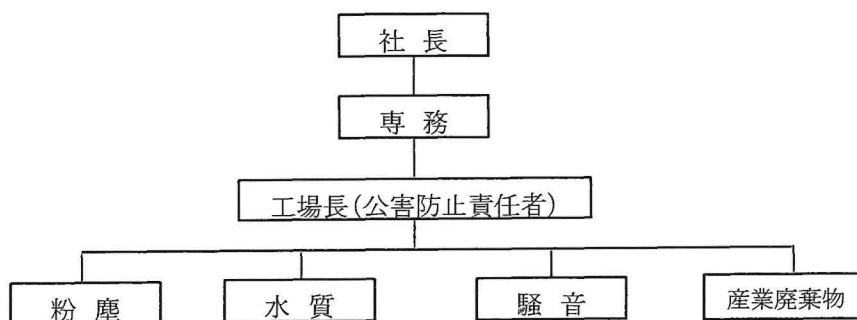 社 長
専 務
工場長(公害防止責任者)
粉 塵
水 質
騒 音
産業廃棄物